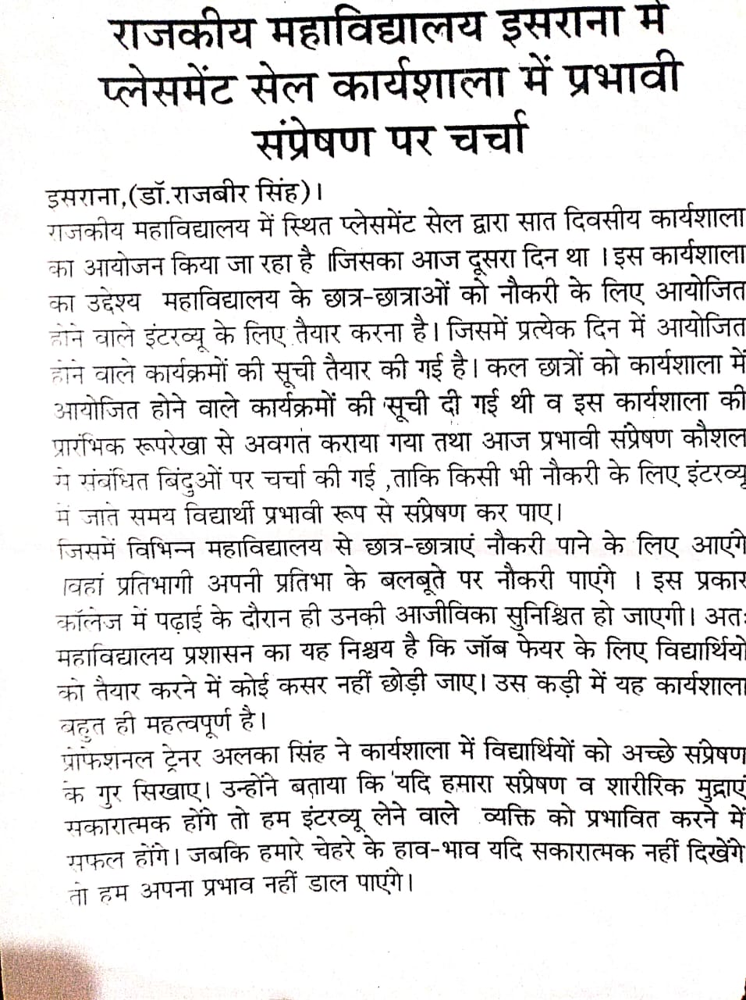 राजकीय महाविद्यालय इसराना में
प्लेसमेंट सेल कार्यशाला में प्रभावी
संप्रेषण पर चर्चा
इसराना,(डॉ.राजबीर सिंह)।
राजकीय महाविद्यालय में स्थित प्लेसमेंट सेल द्वारा सात दिवसीय कार्यशाला
का आयोजन किया जा रहा है ।जिसका आज दूसरा दिन था । इस कार्यशाला
का उद्देश्य महाविद्यालय के छात्र-छात्राओं को नौकरी के लिए आयोजित
होने वाले इंटरव्यू के लिए तैयार करना है। जिसमें प्रत्येक दिन में आयोजित
होने वाले कार्यक्रमों की सूची तैयार की गई है। कल छात्रों को कार्यशाला में
आयोजित होने वाले कार्यक्रमों की सूची दी गई थी व इस कार्यशाला की
प्रारंभिक रूपरेखा से अवगत कराया गया तथा आज प्रभावी संप्रेषण कौशल
से संबंधित बिंदुओं पर चर्चा की गई ,ताकि किसी भी नौकरी के लिए इंटरव्यू
में जाते समय विद्यार्थी प्रभावी रूप से संप्रेषण कर पाए।
जिसमें विभिन्न महाविद्यालय से छात्र-छात्राएं नौकरी पाने के लिए आएंगे
।वहां प्रतिभागी अपनी प्रतिभा के बलबूते पर नौकरी पाएंगे । इस प्रकार
कॉलेज में पढ़ाई के दौरान ही उनकी आजीविका सुनिश्चित हो जाएगी। अतः
महाविद्यालय प्रशासन का यह निश्चय है कि जॉब फेयर के लिए विद्यार्थियों
को तैयार करने में कोई कसर नहीं छोड़ी जाए। उस कड़ी में यह कार्यशाला
बहुत ही महत्वपूर्ण है।
प्रोफेशनल ट्रेनर अलका सिंह ने कार्यशाला में विद्यार्थियों को अच्छे संप्रेषण
के गुर सिखाए। उन्होंने बताया कि यदि हमारा संप्रेषण व शारीरिक मुद्राएं
सकारात्मक होंगे तो हम इंटरव्यू लेने वाले व्यक्ति को प्रभावित करने में
सफल होंगे। जबकि हमारे चेहरे के हाव-भाव यदि सकारात्मक नहीं दिखेंगे
तो हम अपना प्रभाव नहीं डाल पाएंगे।